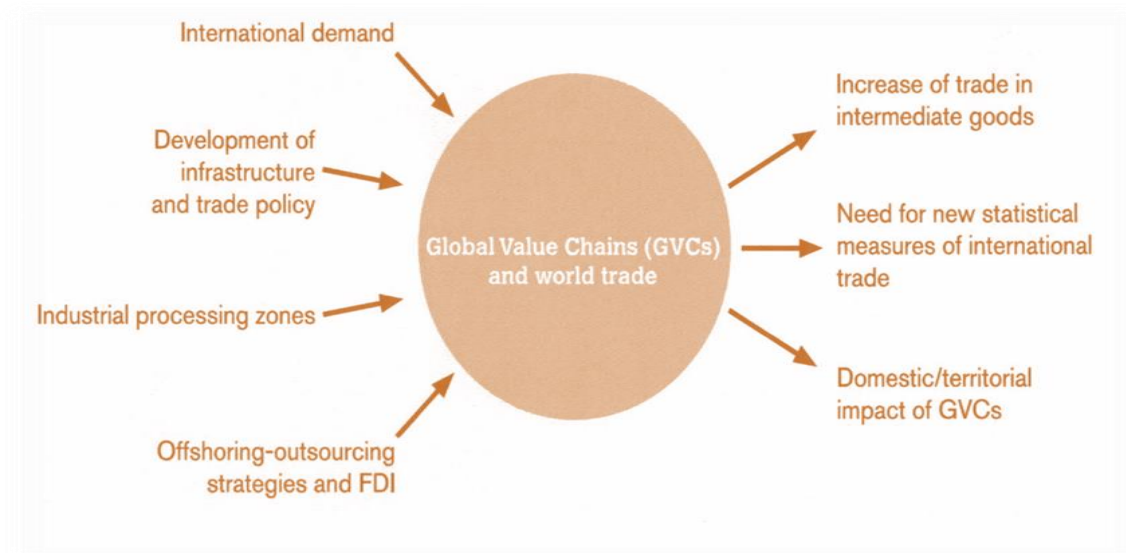 International demand
Development of
infrastructure
and trade policy
Industrial processing zones
Offshoring-outsourcing
strategies and FDI
Global Value Chains (GVCs)
and world trade
Increase of trade in
intermediate goods
Need for new statistical
measures of international
trade
Domestic/territorial
impact of GVCs